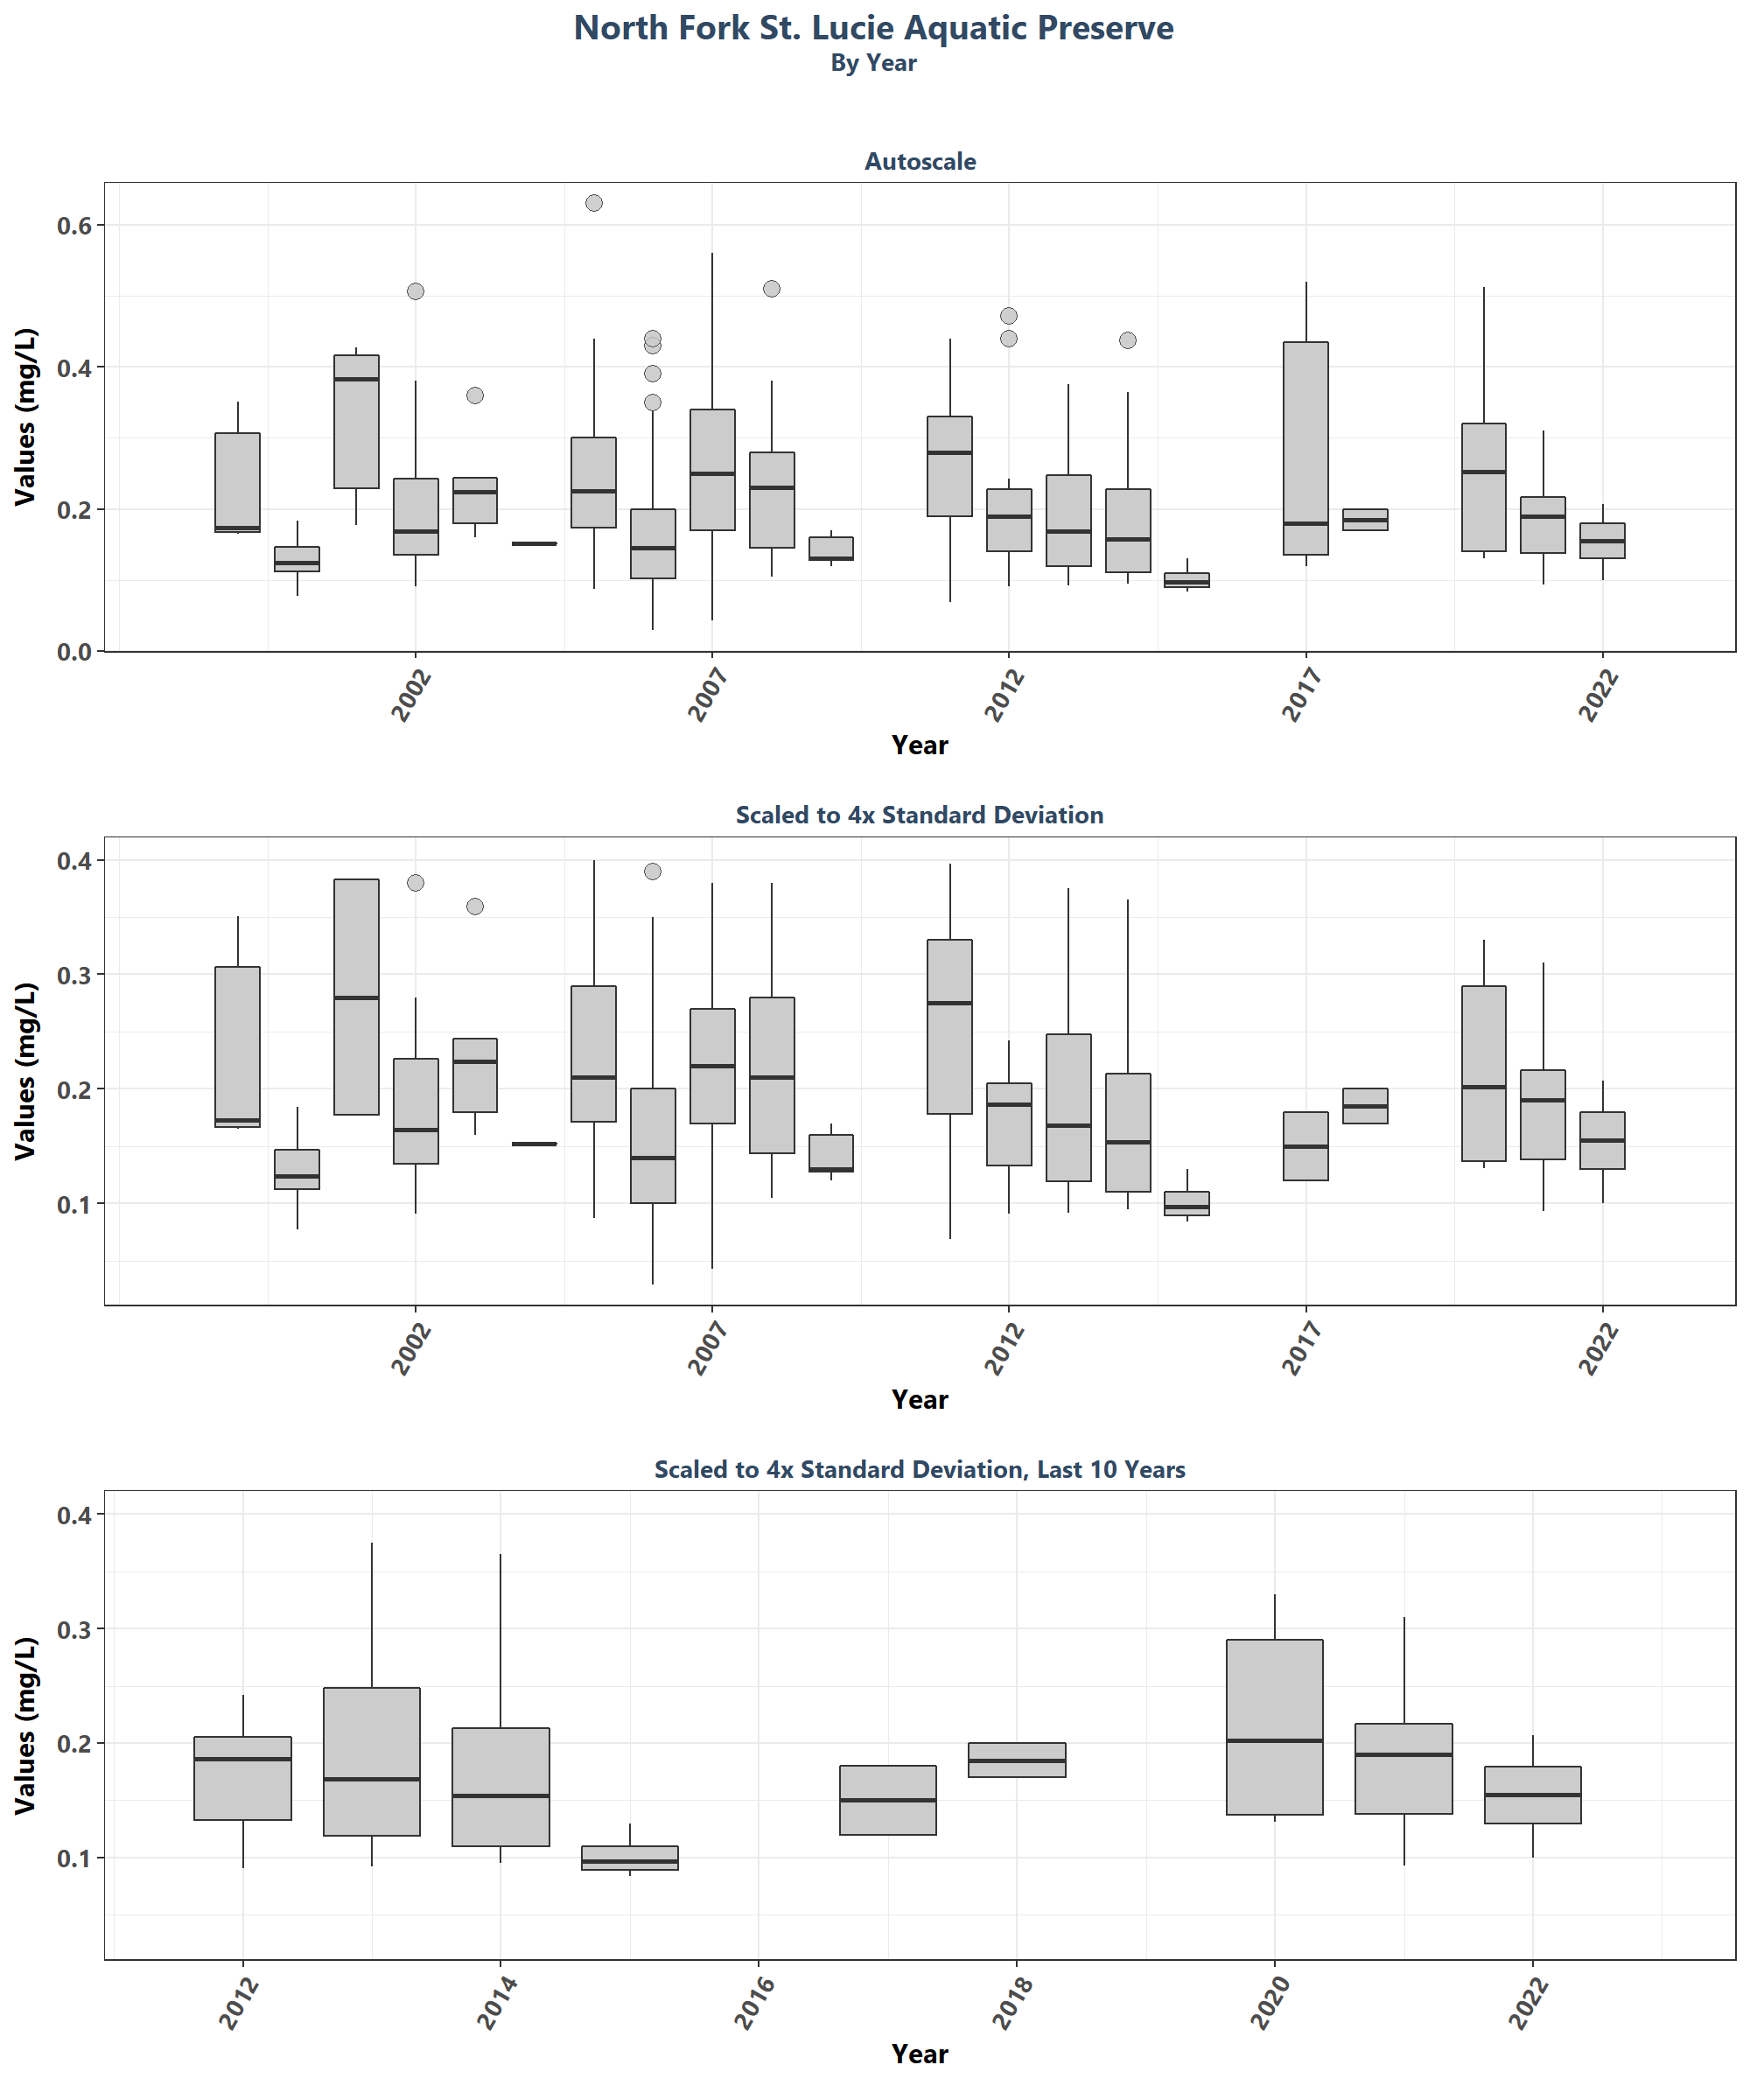 North Fork St. Lucie Aquatic Preserve
By Year
Autoscale
Values (mg/L)
0.6
0.4
0.2
0.0
2002 2007 2012 2017 2022
Year
Scaled to 4x Standard Deviation
Values (mg/L)
0.4
0.3
0.2
0.1
2002 2007 2012 2017 2022
Year
Scaled to 4x Standard Deviation, Last 10 Years
Values (mg/L)
0.4
0.3
0.2
0.1
2012 2014 2016 2018 2020 2022
Year